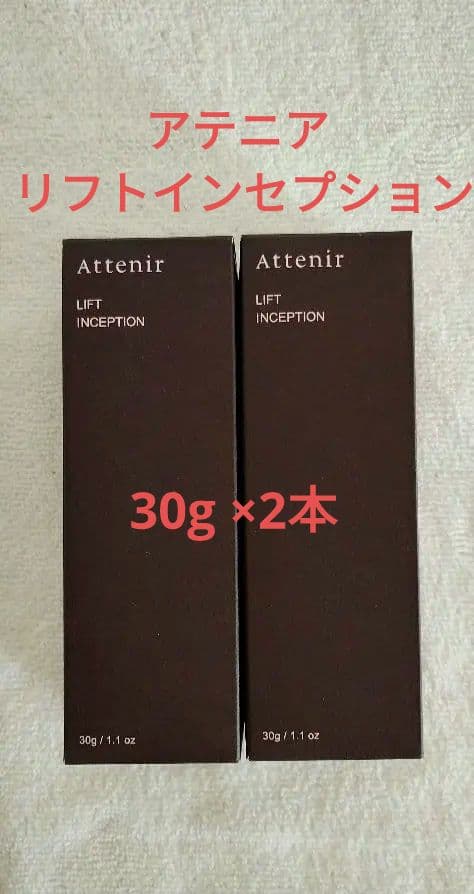 アテニア
リフトインセプション
Attenir
LIFT
INCEPTION
Attenir
LIFT
INCEPTION
30g ×2本
30g / 1.1 oz
30g / 1.1 oz